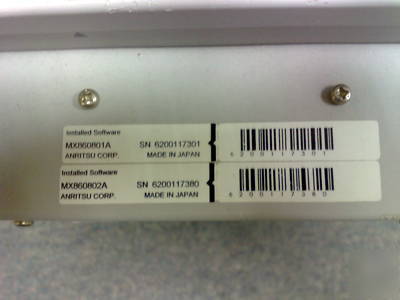 Installed Software
MX860801A SN 6200117301
ANRITSU CORP. MADE IN JAPAN
6200117301
Installed Software
MX860802A SN 6200117380
ANRITSU CORP. MADE IN JAPAN
6200117380